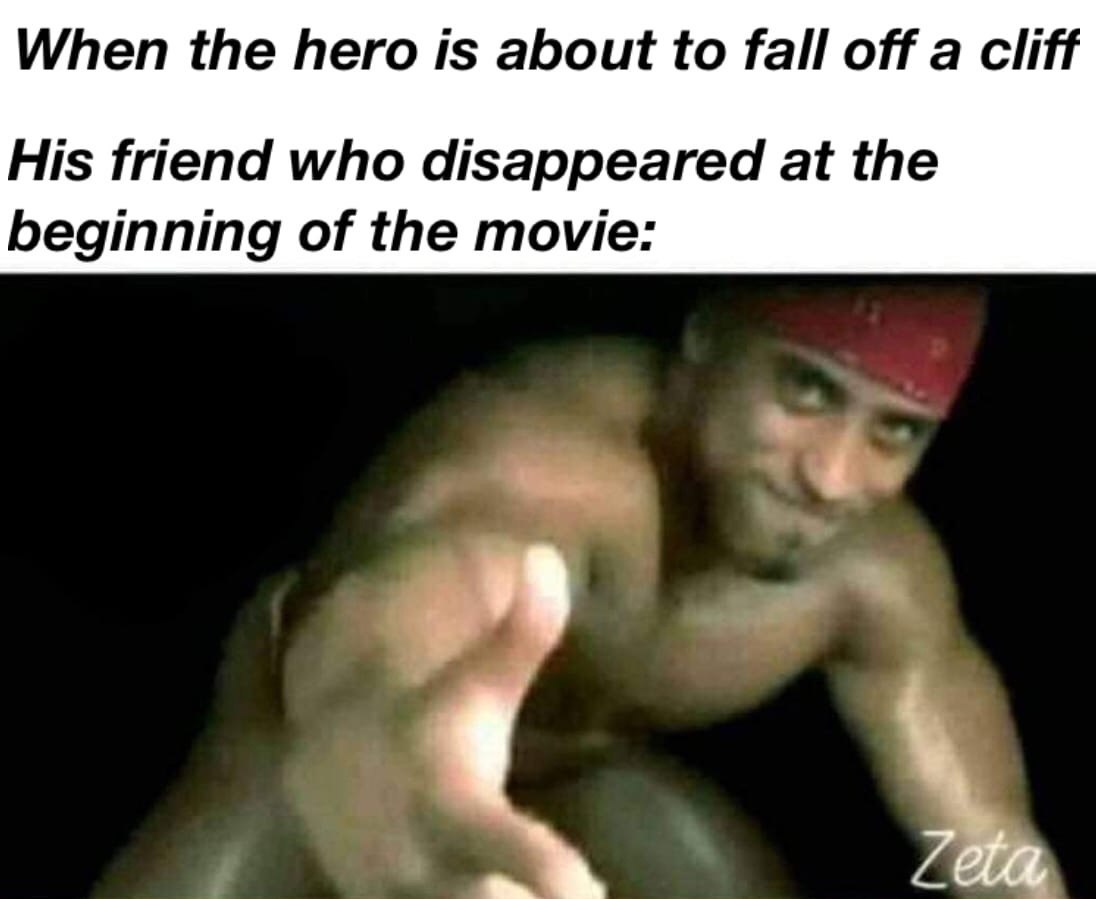 When the hero is about to fall off a cliff
His friend who disappeared at the
beginning of the movie:
Zeta